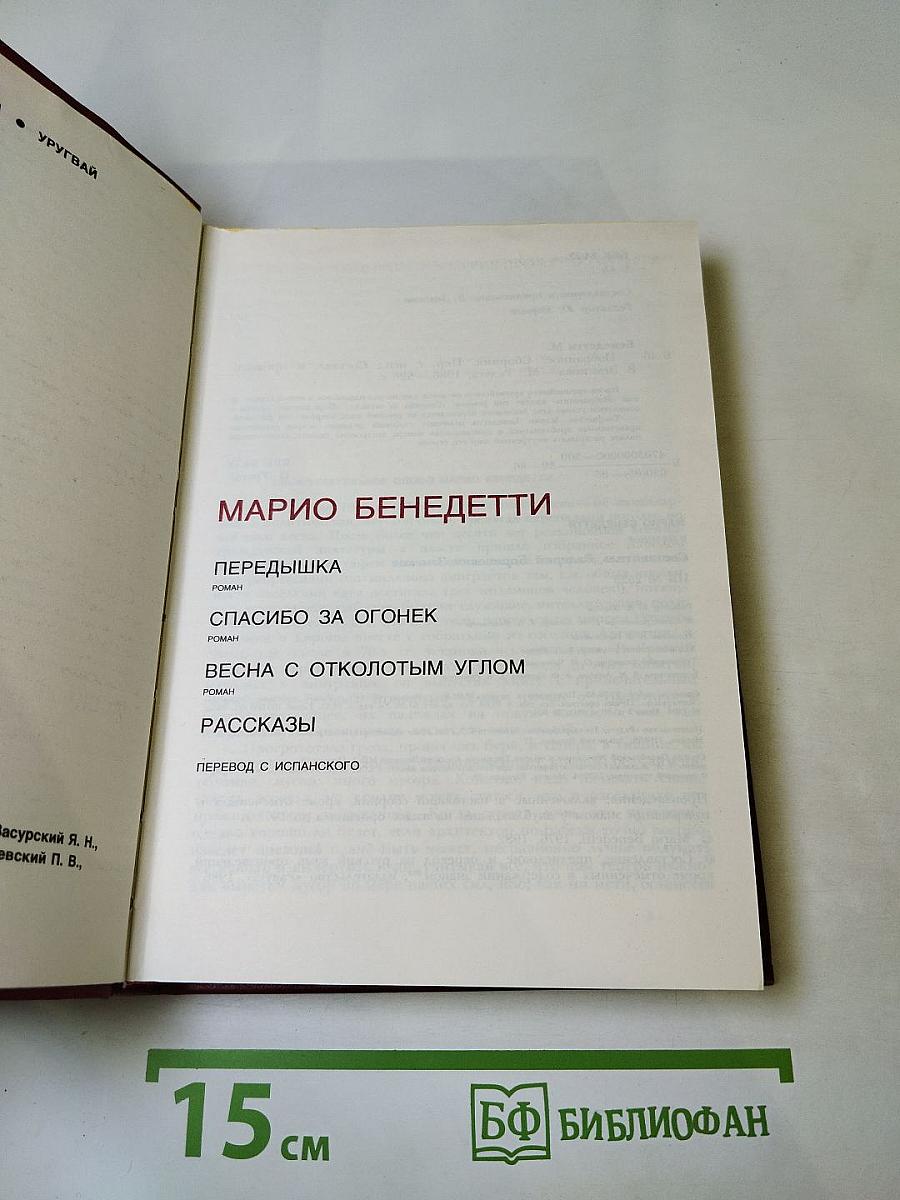 • УРУГВАЙ
Засурский Я. Н.,
евский П. В.,
МАРИО БЕНЕДЕТТИ
ПЕРЕДЫШКА
РОМАН
СПАСИБО ЗА ОГОНЕК
РОМАН
ВЕСНА С ОТКОЛОТЫМ УГЛОМ
РОМАН
РАССКАЗЫ
ПЕРЕВОД С ИСПАНСКОГО
15 см
БФ БИБЛИОФАН